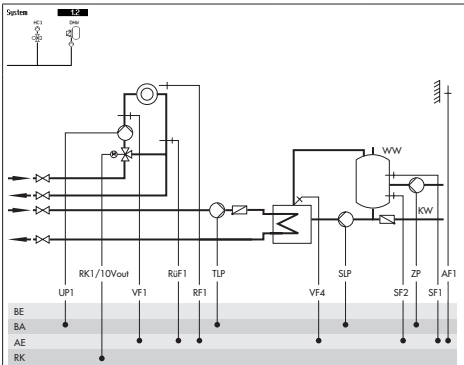 System 1.2
HC1 DHW
WW
KW
RK1/10Vout RüF1 TLP SLP ZP AF1
UP1 VF1 RF1 VF4 SF2 SF1
BE
BA
AE
RK